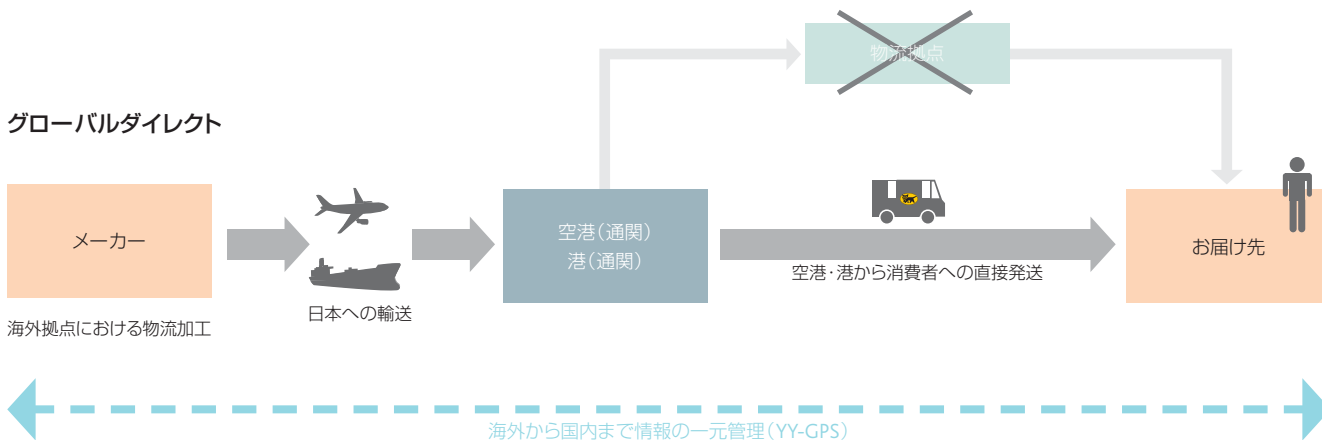 物流拠点
グローバルダイレクト
メーカー
空港(通関)
港(通関)
お届け先
空港・港から消費者への直接発送
日本への輸送
海外拠点における物流加工
海外から国内まで情報の一元管理(YY-GPS)